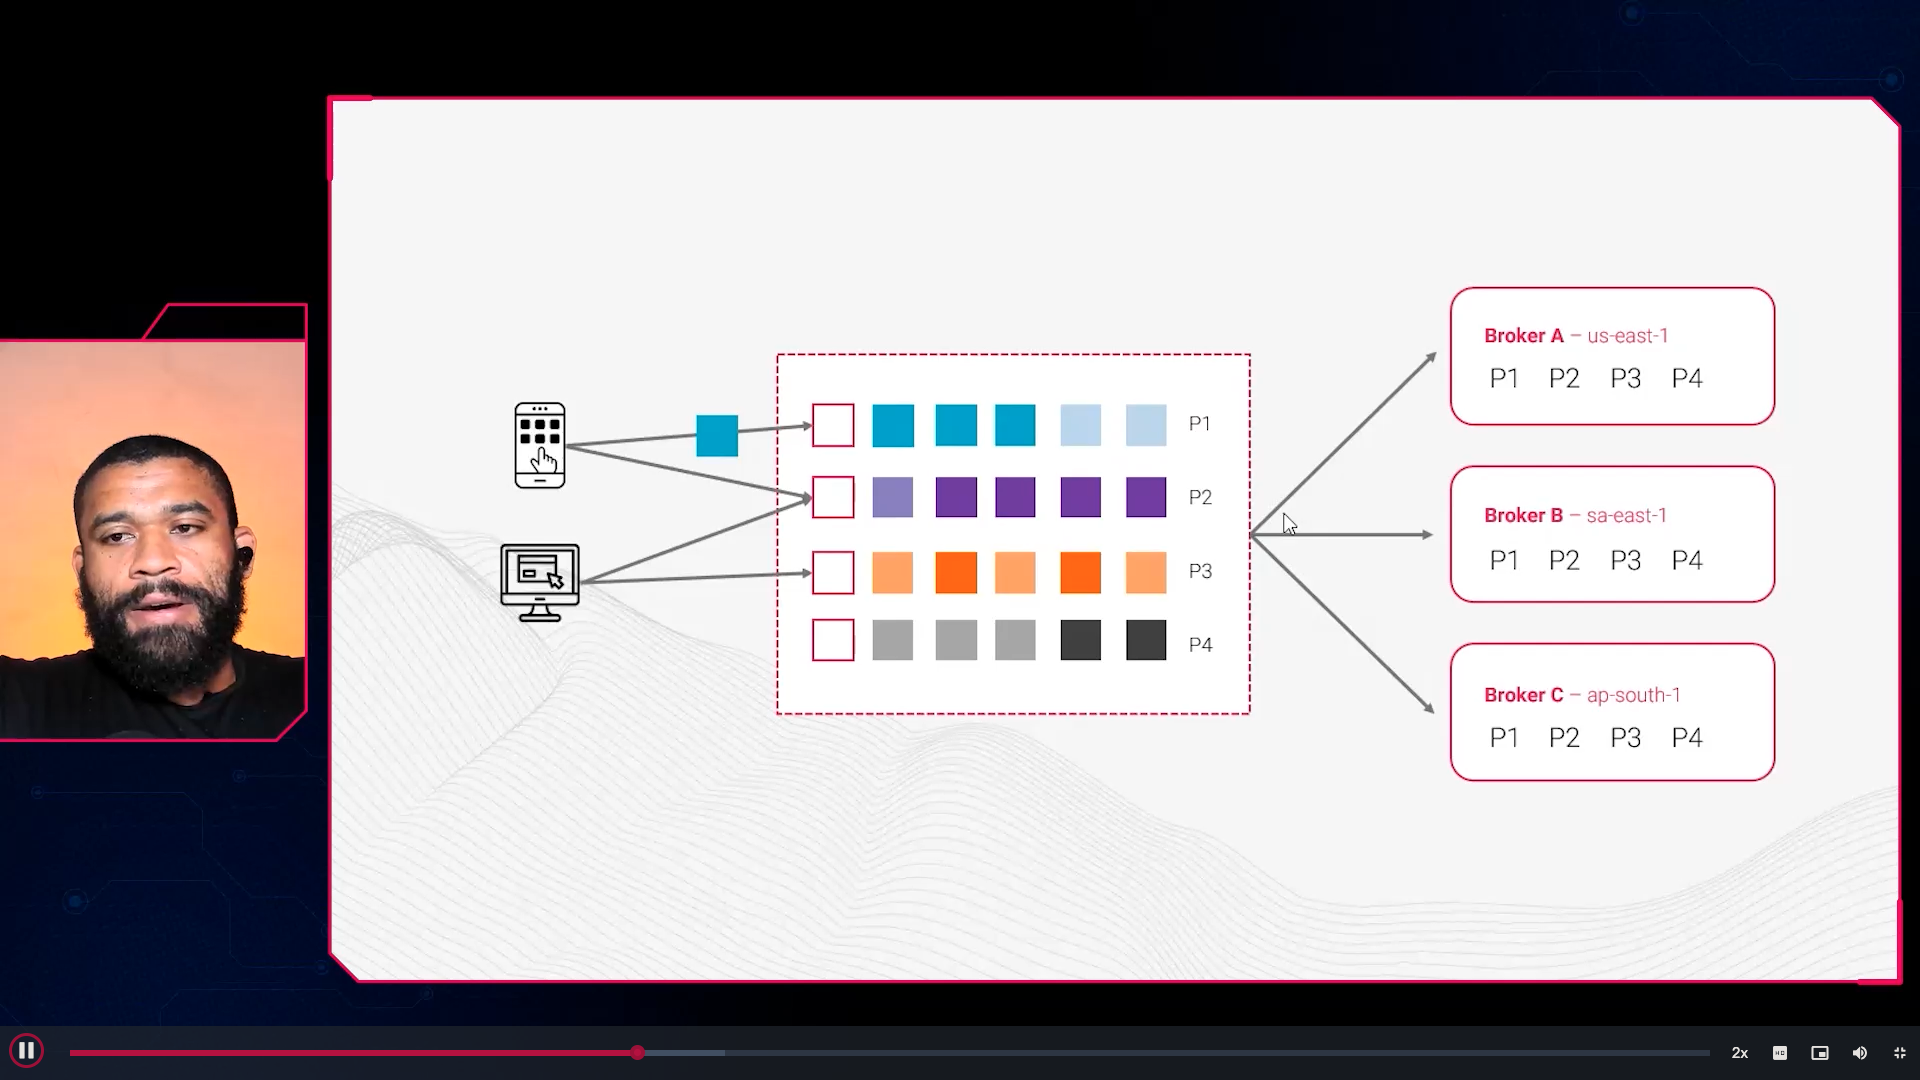 P1
P2
P3
P4
Broker A – us-east-1
P1 P2 P3 P4
Broker B – sa-east-1
P1 P2 P3 P4
Broker C – ap-south-1
P1 P2 P3 P4
2x
HD